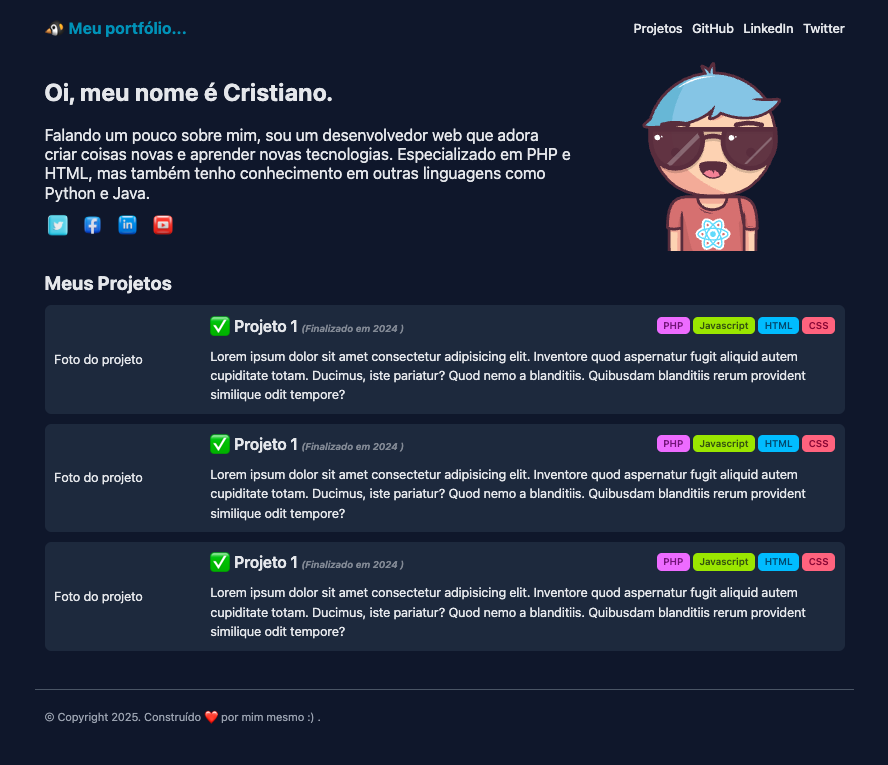 Meu portfólio...
Projetos GitHub LinkedIn Twitter
Oi, meu nome é Cristiano.
Falando um pouco sobre mim, sou um desenvolvedor web que adora
criar coisas novas e aprender novas tecnologias. Especializado em PHP e
HTML, mas também tenho conhecimento em outras linguagens como
Python e Java.
in
Meus Projetos
Foto do projeto
✅ Projeto 1 (Finalizado em 2024 )
PHP Javascript HTML CSS
Lorem ipsum dolor sit amet consectetur adipisicing elit. Inventore quod aspernatur fugit aliquid autem
cupiditate totam. Ducimus, iste pariatur? Quod nemo a blanditiis. Quibusdam blanditiis rerum provident
similique odit tempore?
Foto do projeto
✅ Projeto 1 (Finalizado em 2024 )
PHP Javascript HTML CSS
Lorem ipsum dolor sit amet consectetur adipisicing elit. Inventore quod aspernatur fugit aliquid autem
cupiditate totam. Ducimus, iste pariatur? Quod nemo a blanditiis. Quibusdam blanditiis rerum provident
similique odit tempore?
Foto do projeto
✅ Projeto 1 (Finalizado em 2024 )
PHP Javascript HTML CSS
Lorem ipsum dolor sit amet consectetur adipisicing elit. Inventore quod aspernatur fugit aliquid autem
cupiditate totam. Ducimus, iste pariatur? Quod nemo a blanditiis. Quibusdam blanditiis rerum provident
similique odit tempore?
© Copyright 2025. Construído ❤️ por mim mesmo :) .